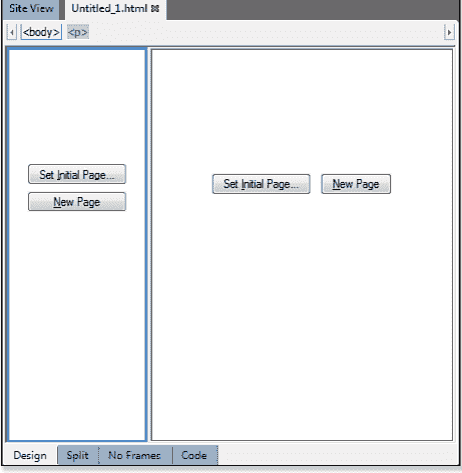 Site View Untitled_1.html
<body> <p>
Set Initial Page...
New Page
Set Initial Page... New Page
Design Split No Frames Code